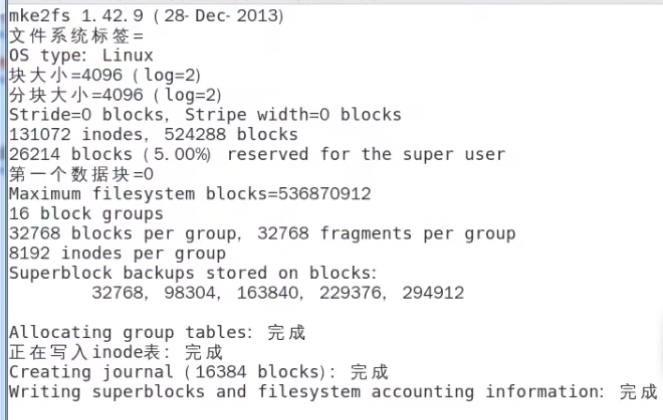 mke2fs 1.42.9 (28-Dec-2013)
文件系统标签=
OS type: Linux
块大小=4096 (log=2)
分块大小=4096 (log=2)
Stride=0 blocks, Stripe width=0 blocks
131072 inodes, 524288 blocks
26214 blocks (5.00%) reserved for the super user
第一个数据块=0
Maximum filesystem blocks=536870912
16 block groups
32768 blocks per group, 32768 fragments per group
8192 inodes per group
Superblock backups stored on blocks:
32768, 98304, 163840, 229376, 294912
Allocating group tables: 完成
正在写入inode表: 完成
Creating journal (16384 blocks): 完成
Writing superblocks and filesystem accounting information: 完成